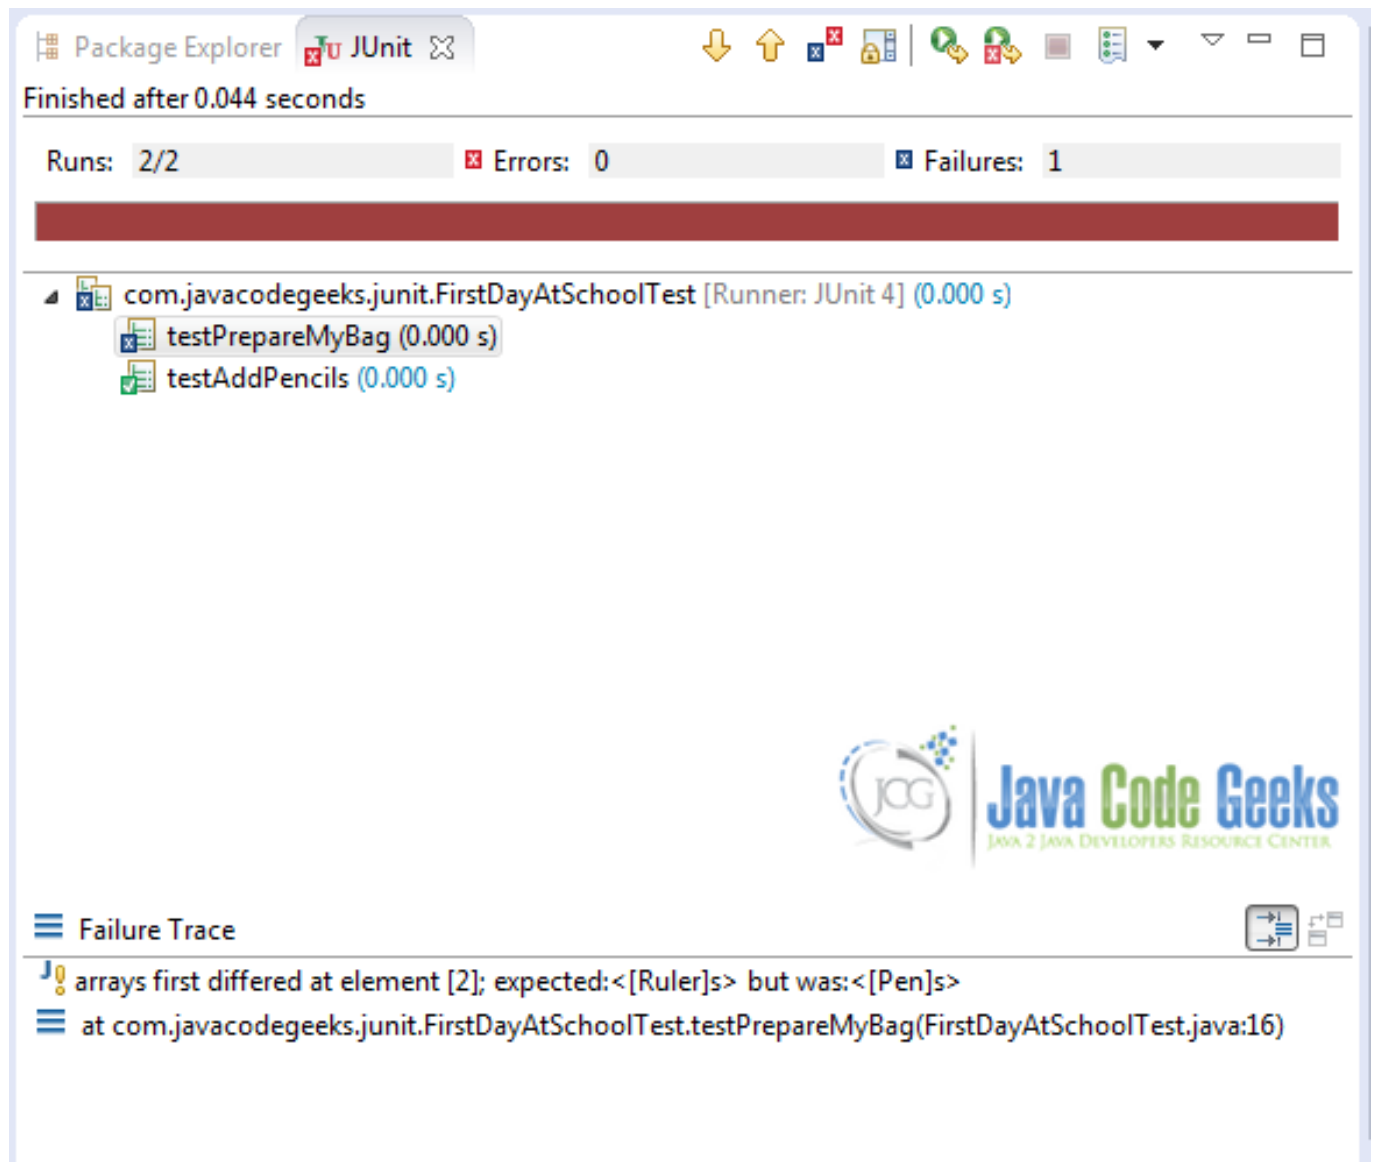 Package Explorer JUnit
Finished after 0.044 seconds
Runs: 2/2 Errors: 0 Failures: 1
com.javacodegeeks.junit.FirstDayAtSchoolTest [Runner: JUnit 4] (0.000 s)
testPrepareMyBag (0.000 s)
testAddPencils (0.000 s)
JCG
Java Code Geeks
JAVA 2 JAVA DEVELOPERS RESOURCE CENTER
Failure Trace
arrays first differed at element [2]; expected:<[Ruler]s> but was:<[Pen]s>
at com.javacodegeeks.junit.FirstDayAtSchoolTest.testPrepareMyBag(FirstDayAtSchoolTest.java:16)